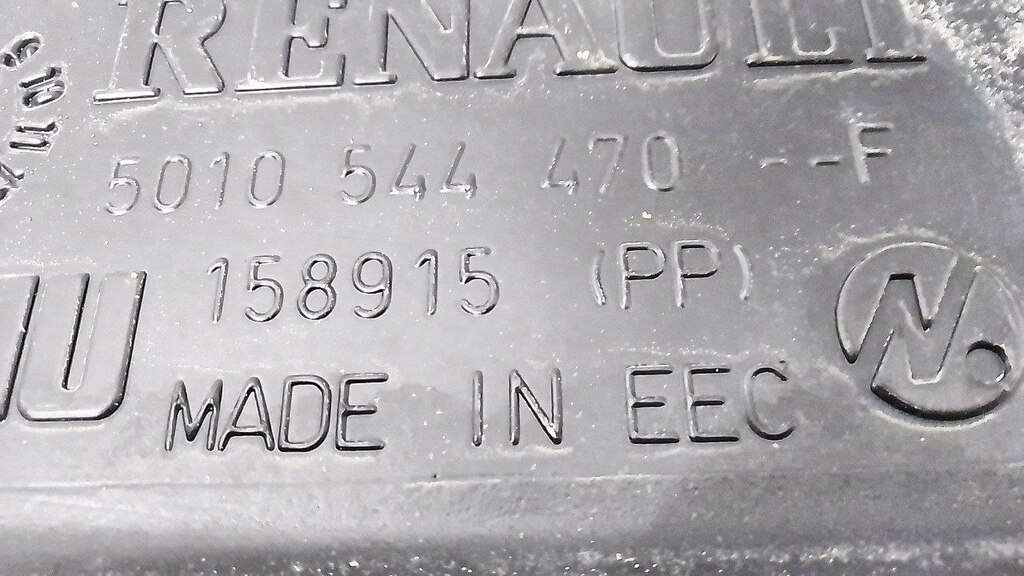 RENAULT
5010 544 470 --F
158915 (PP)
U
N.
MADE IN EEC